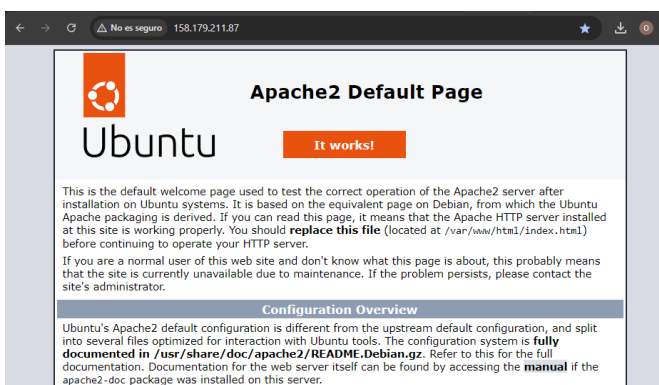 No es seguro 158.179.211.87
Apache2 Default Page
Ubuntu
It works!
This is the default welcome page used to test the correct operation of the Apache2 server after
installation on Ubuntu systems. It is based on the equivalent page on Debian, from which the Ubuntu
Apache packaging is derived. If you can read this page, it means that the Apache HTTP server installed
at this site is working properly. You should replace this file (located at /var/www/html/index.html)
before continuing to operate your HTTP server.
If you are a normal user of this web site and don't know what this page is about, this probably means
that the site is currently unavailable due to maintenance. If the problem persists, please contact the
site's administrator.
Configuration Overview
Ubuntu's Apache2 default configuration is different from the upstream default configuration, and split
into several files optimized for interaction with Ubuntu tools. The configuration system is fully
documented in /usr/share/doc/apache2/README.Debian.gz. Refer to this for the full
documentation. Documentation for the web server itself can be found by accessing the manual if the
apache2-doc package was installed on this server.